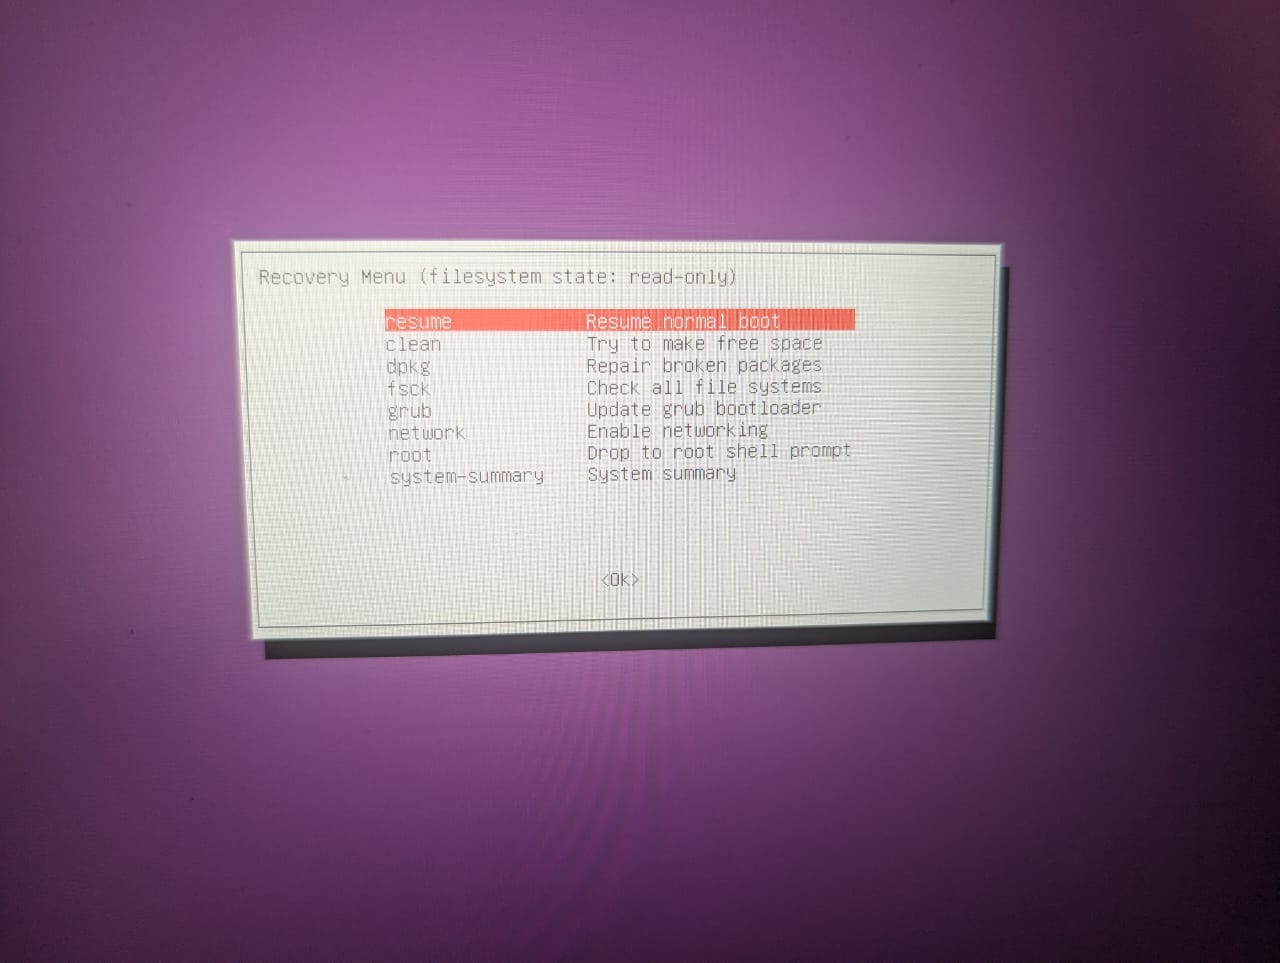 Recovery Menu (filesystem state: read-only)
resume Resume normal boot
clean Try to make free space
dpkg Repair broken packages
fsck Check all file systems
grub Update grub bootloader
network Enable networking
root Drop to root shell prompt
system-summary System summary
<Ok>